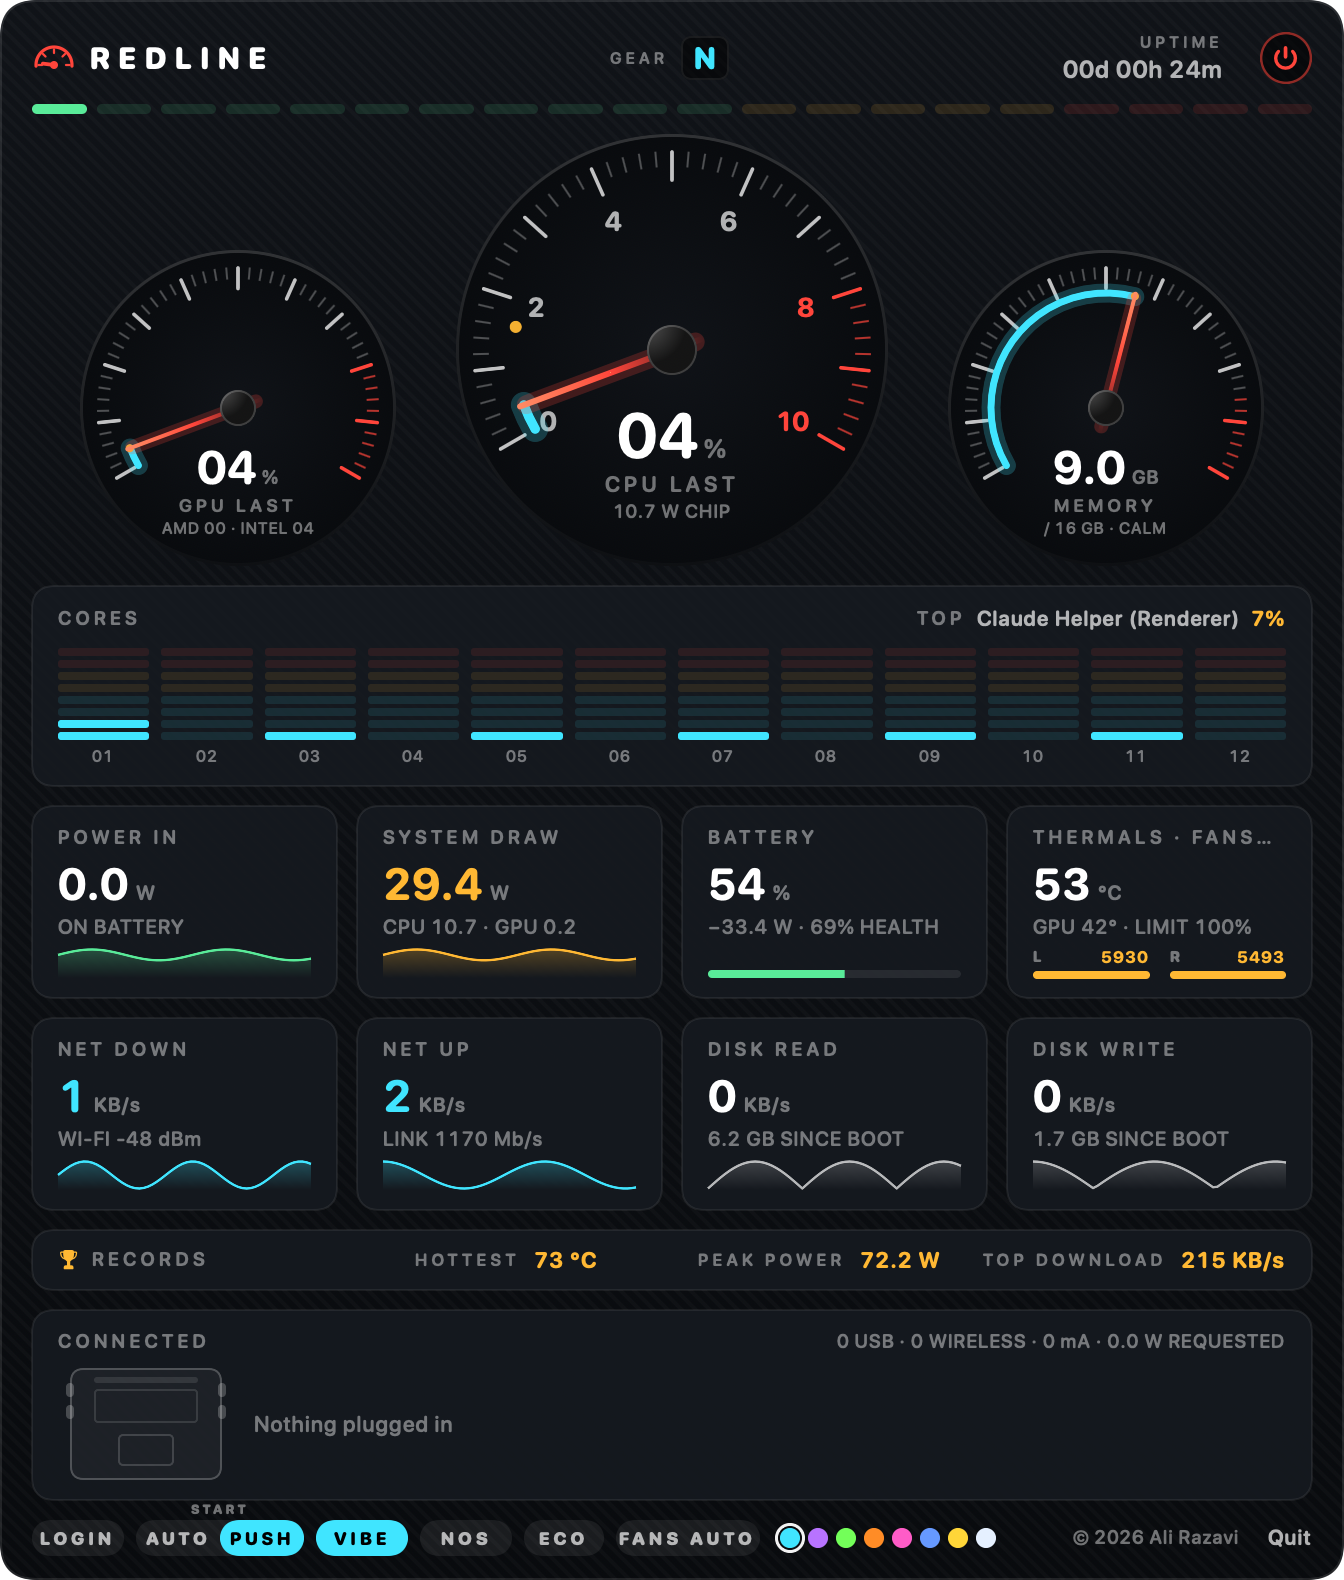 REDLINE
GEAR N
UPTIME
00d 00h 24m
0
2
4
6
8
10
04 %
GPU LAST
AMD 00 · INTEL 04
04 %
CPU LAST
10.7 W CHIP
9.0 GB
MEMORY
/ 16 GB · CALM
CORES
TOP Claude Helper (Renderer) 7%
01 02 03 04 05 06 07 08 09 10 11 12
POWER IN
0.0 W
ON BATTERY
SYSTEM DRAW
29.4 W
CPU 10.7 · GPU 0.2
BATTERY
54 %
−33.4 W · 69% HEALTH
THERMALS · FANS...
53 °C
GPU 42° · LIMIT 100%
L 5930 R 5493
NET DOWN
1 KB/s
WI-FI -48 dBm
NET UP
2 KB/s
LINK 1170 Mb/s
DISK READ
0 KB/s
6.2 GB SINCE BOOT
DISK WRITE
0 KB/s
1.7 GB SINCE BOOT
RECORDS HOTTEST 73 °C PEAK POWER 72.2 W TOP DOWNLOAD 215 KB/s
CONNECTED
0 USB · 0 WIRELESS · 0 mA · 0.0 W REQUESTED
Nothing plugged in
START
LOGIN AUTO PUSH VIBE NOS ECO FANS AUTO © 2026 Ali Razavi Quit